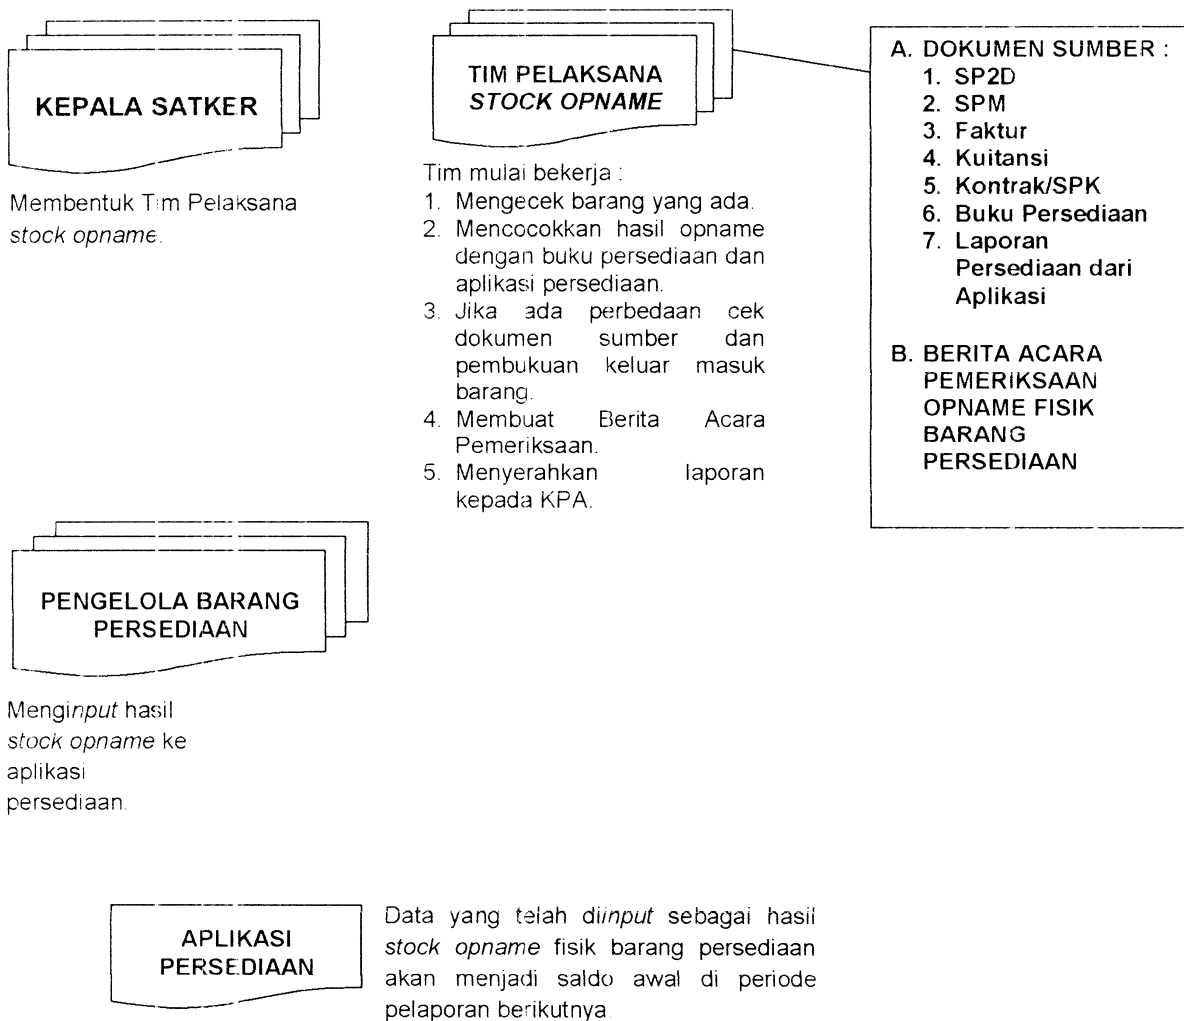 KEPALA SATKER
Membentuk Tim Pelaksana
stock opname.
TIM PELAKSANA
STOCK OPNAME
Tim mulai bekerja :
1. Mengecek barang yang ada.
2. Mencocokkan hasil opname
dengan buku persediaan dan
aplikasi persediaan.
3. Jika ada perbedaan cek
dokumen sumber dan
pembukuan keluar masuk
barang.
4. Membuat Berita Acara
Pemeriksaan.
5. Menyerahkan laporan
kepada KPA.
A. DOKUMEN SUMBER :
1. SP2D
2. SPM
3. Faktur
4. Kuitansi
5. Kontrak/SPK
6. Buku Persediaan
7. Laporan
Persediaan dari
Aplikasi
B. BERITA ACARA
PEMERIKSAAN
OPNAME FISIK
BARANG
PERSEDIAAN
PENGELOLA BARANG
PERSEDIAAN
Menginput hasil
stock opname ke
aplikasi
persediaan.
APLIKASI
PERSEDIAAN
Data yang telah diinput sebagai hasil
stock opname fisik barang persediaan
akan menjadi saldo awal di periode
pelaporan berikutnya.